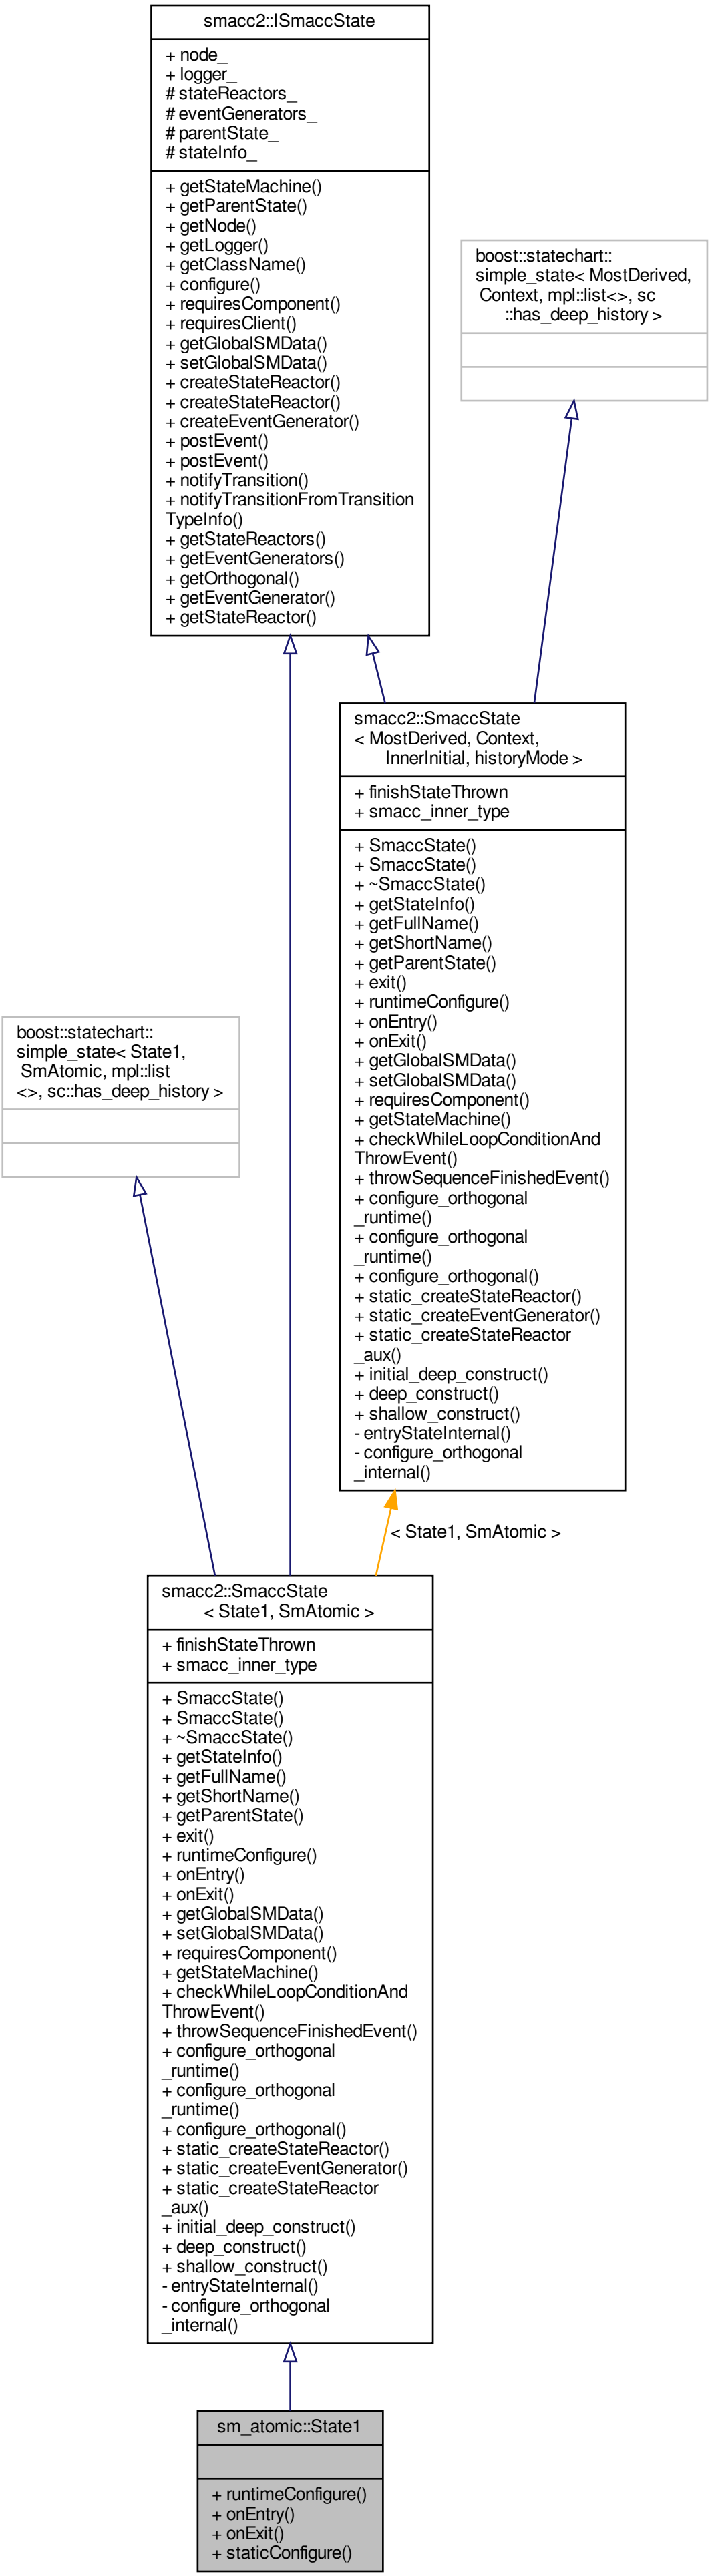 smacc2::ISmaccState
+ node_
+ logger_
# stateReactors_
# eventGenerators_
# parentState_
# stateInfo_
+ getStateMachine()
+ getParentState()
+ getNode()
+ getLogger()
+ getClassName()
+ configure()
+ requiresComponent()
+ requiresClient()
+ getGlobalSMData()
+ setGlobalSMData()
+ createStateReactor()
+ createStateReactor()
+ createEventGenerator()
+ postEvent()
+ postEvent()
+ notifyTransition()
+ notifyTransitionFromTransition
TypeInfo()
+ getStateReactors()
+ getEventGenerators()
+ getOrthogonal()
+ getEventGenerator()
+ getStateReactor()
boost::statechart::
simple_state< MostDerived,
Context, mpl::list<>, sc
::has_deep_history >
smacc2::SmaccState
< MostDerived, Context,
InnerInitial, historyMode >
+ finishStateThrown
+ smacc_inner_type
+ SmaccState()
+ SmaccState()
+ ~SmaccState()
+ getStateInfo()
+ getFullName()
+ getShortName()
+ getParentState()
+ exit()
+ runtimeConfigure()
+ onEntry()
+ onExit()
+ getGlobalSMData()
+ setGlobalSMData()
+ requiresComponent()
+ getStateMachine()
+ checkWhileLoopConditionAnd
ThrowEvent()
+ throwSequenceFinishedEvent()
+ configure_orthogonal
_runtime()
+ configure_orthogonal
_runtime()
+ configure_orthogonal()
+ static_createStateReactor()
+ static_createEventGenerator()
+ static_createStateReactor
_aux()
+ initial_deep_construct()
+ deep_construct()
+ shallow_construct()
- entryStateInternal()
- configure_orthogonal
_internal()
boost::statechart::
simple_state< State1,
SmAtomic, mpl::list
<>, sc::has_deep_history >
< State1, SmAtomic >
smacc2::SmaccState
< State1, SmAtomic >
+ finishStateThrown
+ smacc_inner_type
+ SmaccState()
+ SmaccState()
+ ~SmaccState()
+ getStateInfo()
+ getFullName()
+ getShortName()
+ getParentState()
+ exit()
+ runtimeConfigure()
+ onEntry()
+ onExit()
+ getGlobalSMData()
+ setGlobalSMData()
+ requiresComponent()
+ getStateMachine()
+ checkWhileLoopConditionAnd
ThrowEvent()
+ throwSequenceFinishedEvent()
+ configure_orthogonal
_runtime()
+ configure_orthogonal
_runtime()
+ configure_orthogonal()
+ static_createStateReactor()
+ static_createEventGenerator()
+ static_createStateReactor
_aux()
+ initial_deep_construct()
+ deep_construct()
+ shallow_construct()
- entryStateInternal()
- configure_orthogonal
_internal()
sm_atomic::State1
+ runtimeConfigure()
+ onEntry()
+ onExit()
+ staticConfigure()